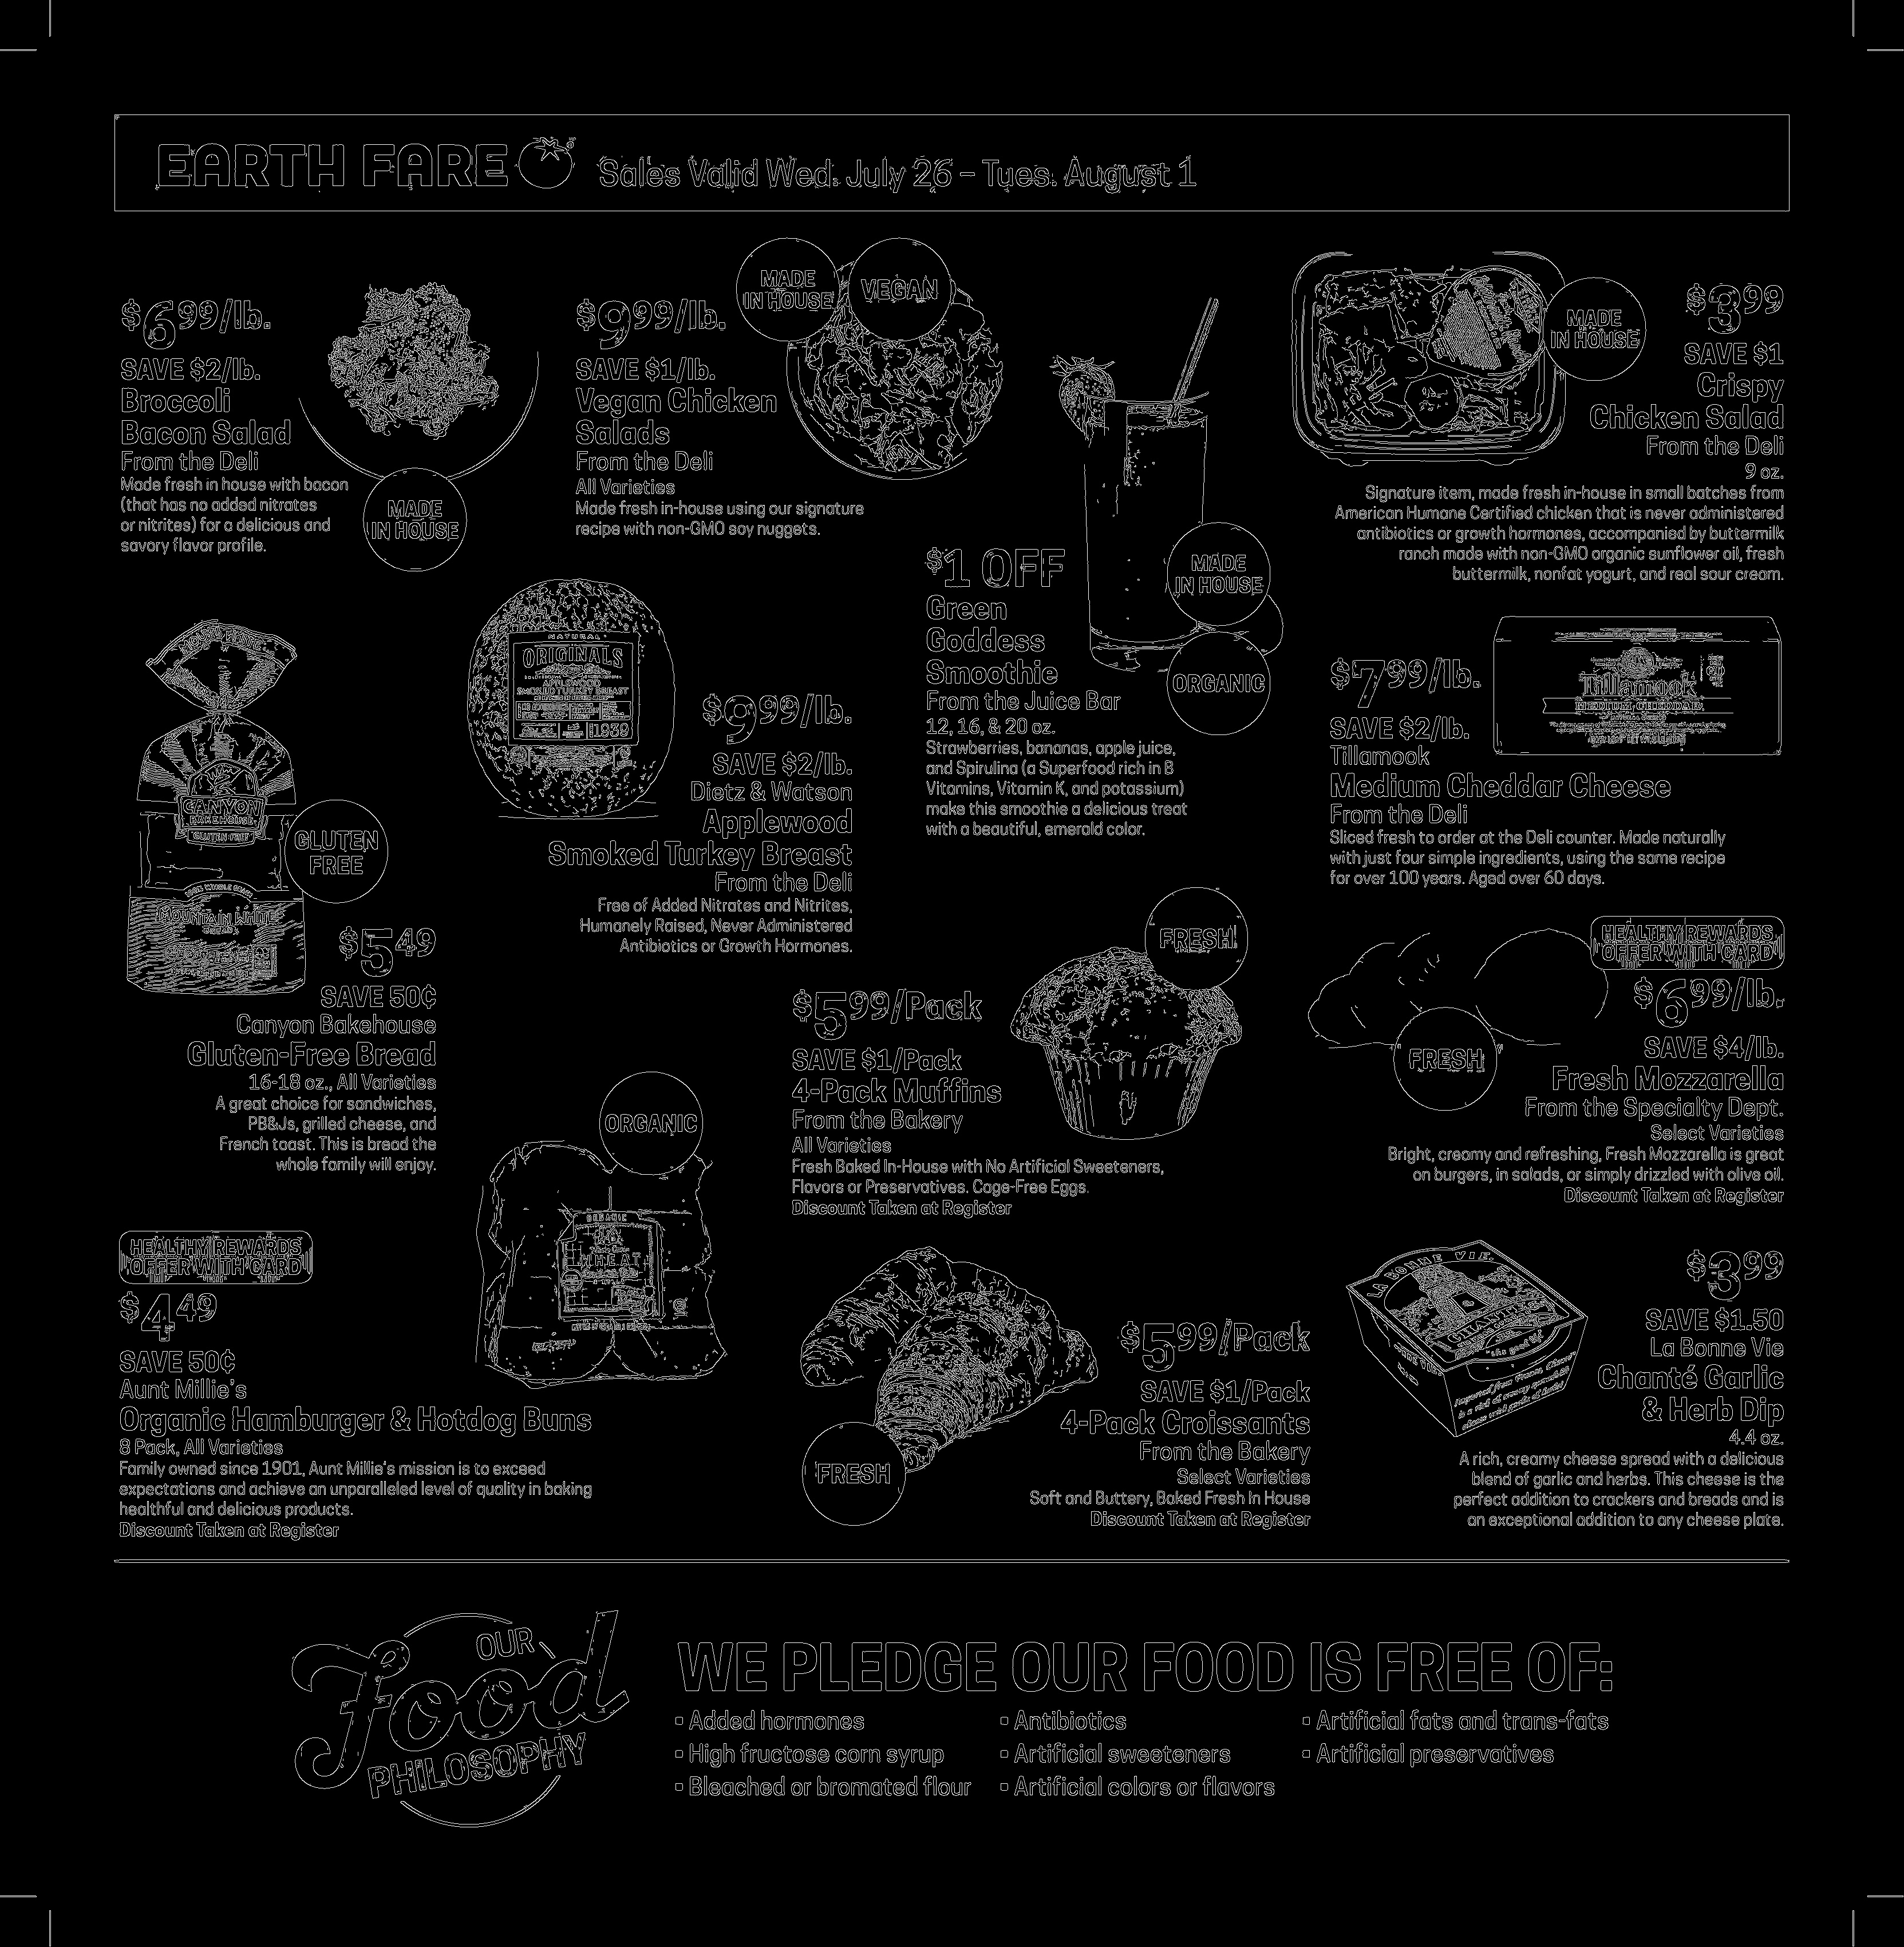 EARTH FARE
Sales Valid Wed. July 26 – Tues. August 1
$6.99/lb.
SAVE $2/lb.
Broccoli
Bacon Salad
From the Deli
Made fresh in house with bacon
(that has no added nitrates
or nitrites) for a delicious and
savory flavor profile.
MADE
IN HOUSE
$9.99/lb.
SAVE $1/lb.
Vegan Chicken
Salads
From the Deli
All Varieties
Made fresh in-house using our signature
recipe with non-GMO soy nuggets.
MADE
IN HOUSE
VEGAN
$1 OFF
Green
Goddess
Smoothie
From the Juice Bar
12, 16, & 20 oz.
Strawberries, bananas, apple juice,
and Spirulina (a Superfood rich in B
Vitamins, Vitamin K, and potassium)
make this smoothie a delicious treat
with a beautiful, emerald color.
MADE
IN HOUSE
ORGANIC
MADE
IN HOUSE
$3.99
SAVE $1
Crispy
Chicken Salad
From the Deli
9 oz.
Signature item, made fresh in-house in small batches from
American Humane Certified chicken that is never administered
antibiotics or growth hormones, accompanied by buttermilk
ranch made with non-GMO organic sunflower oil, fresh
buttermilk, nonfat yogurt, and real sour cream.
CANYON
BAKEHOUSE
GLUTEN-FREE
100% WHOLE GRAIN
MOUNTAIN WHITE
BREAD
GLUTEN
FREE
$5.49
SAVE 50¢
Canyon Bakehouse
Gluten-Free Bread
16-18 oz., All Varieties
A great choice for sandwiches,
PB&Js, grilled cheese, and
French toast. This is bread the
whole family will enjoy.
NATURAL
ORIGINALS
APPLEWOOD
SMOKED TURKEY BREAST
1939
$9.99/lb.
SAVE $2/lb.
Dietz & Watson
Applewood
Smoked Turkey Breast
From the Deli
Free of Added Nitrates and Nitrites,
Humanely Raised, Never Administered
Antibiotics or Growth Hormones.
Tillamook
MEDIUM CHEDDAR
$7.99/lb.
SAVE $2/lb.
Tillamook
Medium Cheddar Cheese
From the Deli
Sliced fresh to order at the Deli counter. Made naturally
with just four simple ingredients, using the same recipe
for over 100 years. Aged over 60 days.
FRESH
$5.99/Pack
SAVE $1/Pack
4-Pack Muffins
From the Bakery
All Varieties
Fresh Baked In-House with No Artificial Sweeteners,
Flavors or Preservatives. Cage-Free Eggs.
Discount Taken at Register
HEALTHY REWARDS
OFFER WITH CARD
FRESH
$6.99/lb.
SAVE $4/lb.
Fresh Mozzarella
From the Specialty Dept.
Select Varieties
Bright, creamy and refreshing, Fresh Mozzarella is great
on burgers, in salads, or simply drizzled with olive oil.
Discount Taken at Register
ORGANIC
ORGANIC
WHEAT
HEALTHY REWARDS
OFFER WITH CARD
$4.49
SAVE 50¢
Aunt Millie's
Organic Hamburger & Hotdog Buns
8 Pack, All Varieties
Family owned since 1901, Aunt Millie's mission is to exceed
expectations and achieve an unparalleled level of quality in baking
healthful and delicious products.
Discount Taken at Register
FRESH
$5.99/Pack
SAVE $1/Pack
4-Pack Croissants
From the Bakery
Select Varieties
Soft and Buttery, Baked Fresh In House
Discount Taken at Register
LA BONNE VIE
CHANTÉ
$3.99
SAVE $1.50
La Bonne Vie
Chanté Garlic
& Herb Dip
4.4 oz.
A rich, creamy cheese spread with a delicious
blend of garlic and herbs. This cheese is the
perfect addition to crackers and breads and is
an exceptional addition to any cheese plate.
OUR
Food
PHILOSOPHY
WE PLEDGE OUR FOOD IS FREE OF:
• Added hormones
• High fructose corn syrup
• Bleached or bromated flour
• Antibiotics
• Artificial sweeteners
• Artificial colors or flavors
• Artificial fats and trans-fats
• Artificial preservatives